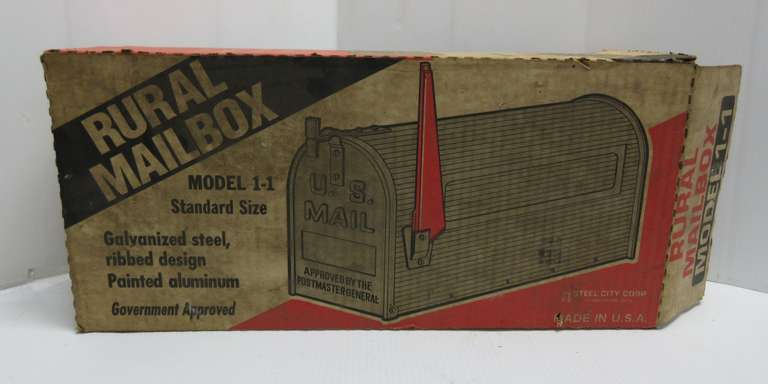 RURAL
MAILBOX
MODEL 1-1
Standard Size
Galvanized steel,
ribbed design
Painted aluminum
Government Approved
U.S.
MAIL
APPROVED BY THE
POSTMASTER GENERAL
STEEL CITY CORP.
MADE IN U.S.A.
RURAL
MAILBOX
MODEL 1-1